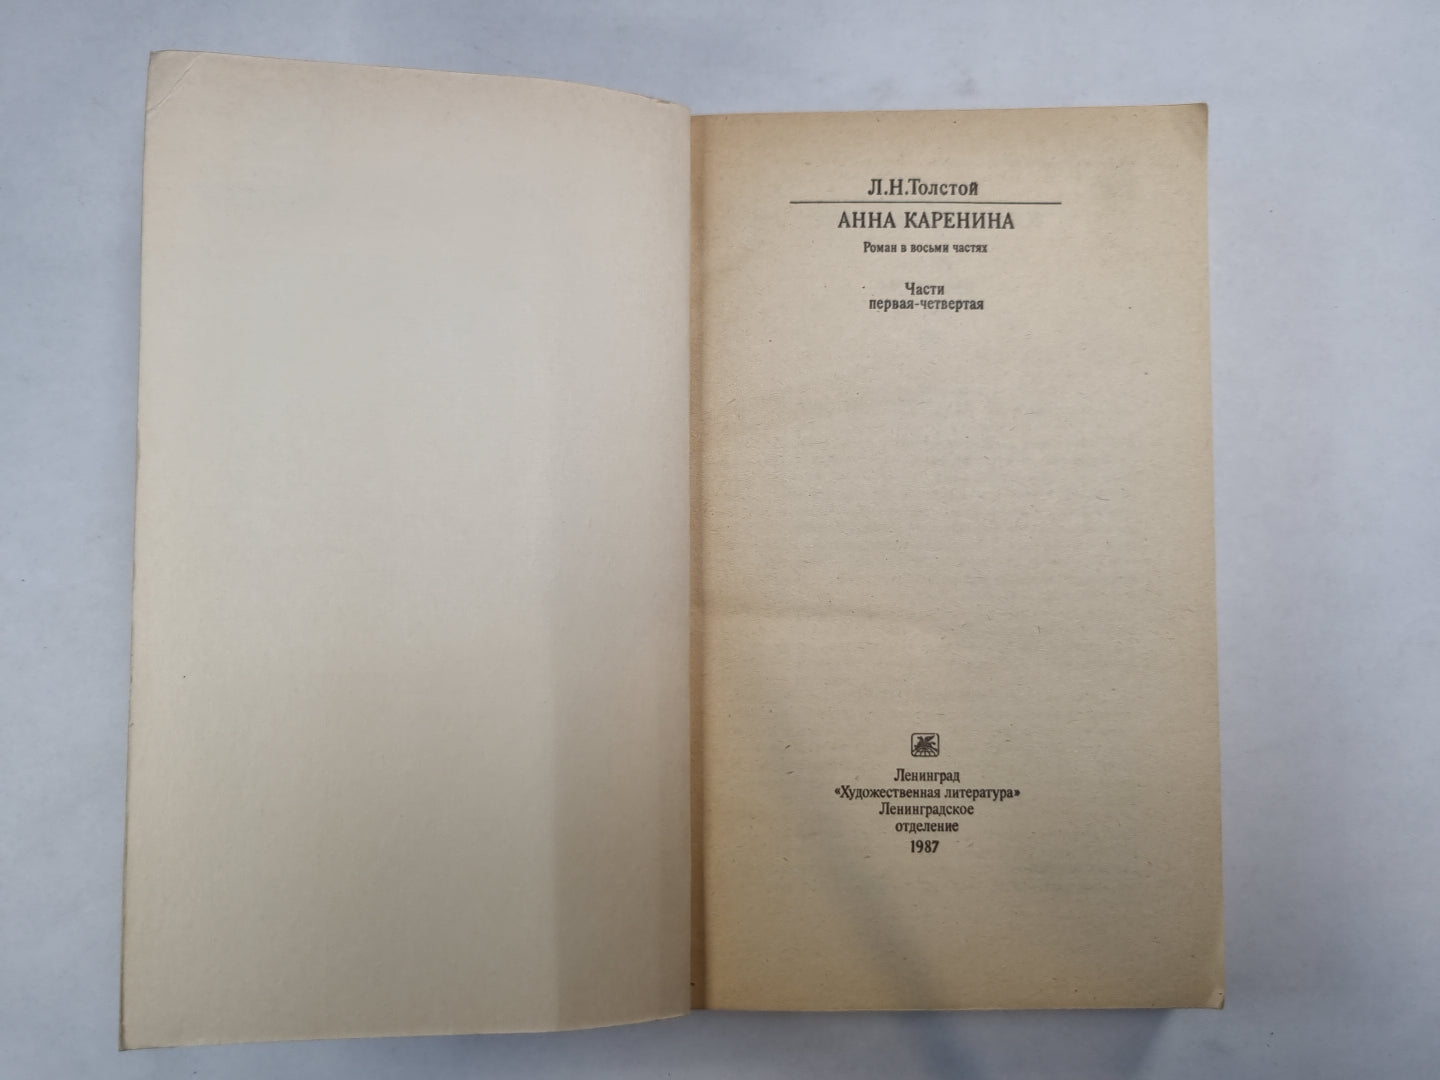 Л.Н.Толстой
АННА КАРЕНИНА
Роман в восьми частях
Части
первая-четвертая
Ленинград
«Художественная литература»
Ленинградское
отделение
1987